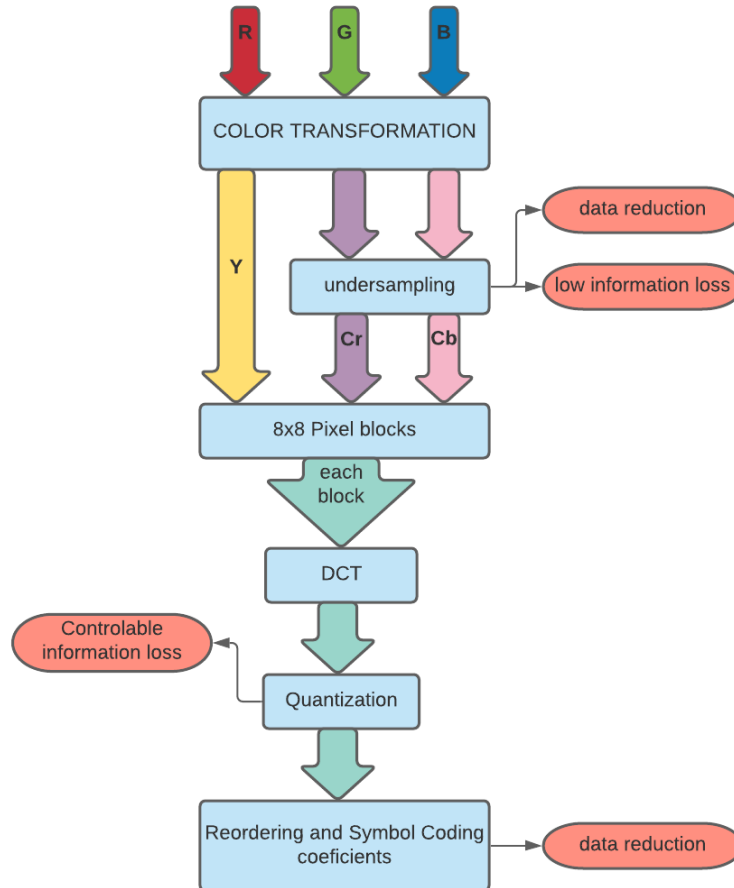 R
G
B
COLOR TRANSFORMATION
data reduction
Y
undersampling
low information loss
Cr
Cb
8x8 Pixel blocks
each
block
DCT
Controlable
information loss
Quantization
Reordering and Symbol Coding
coeficients
data reduction